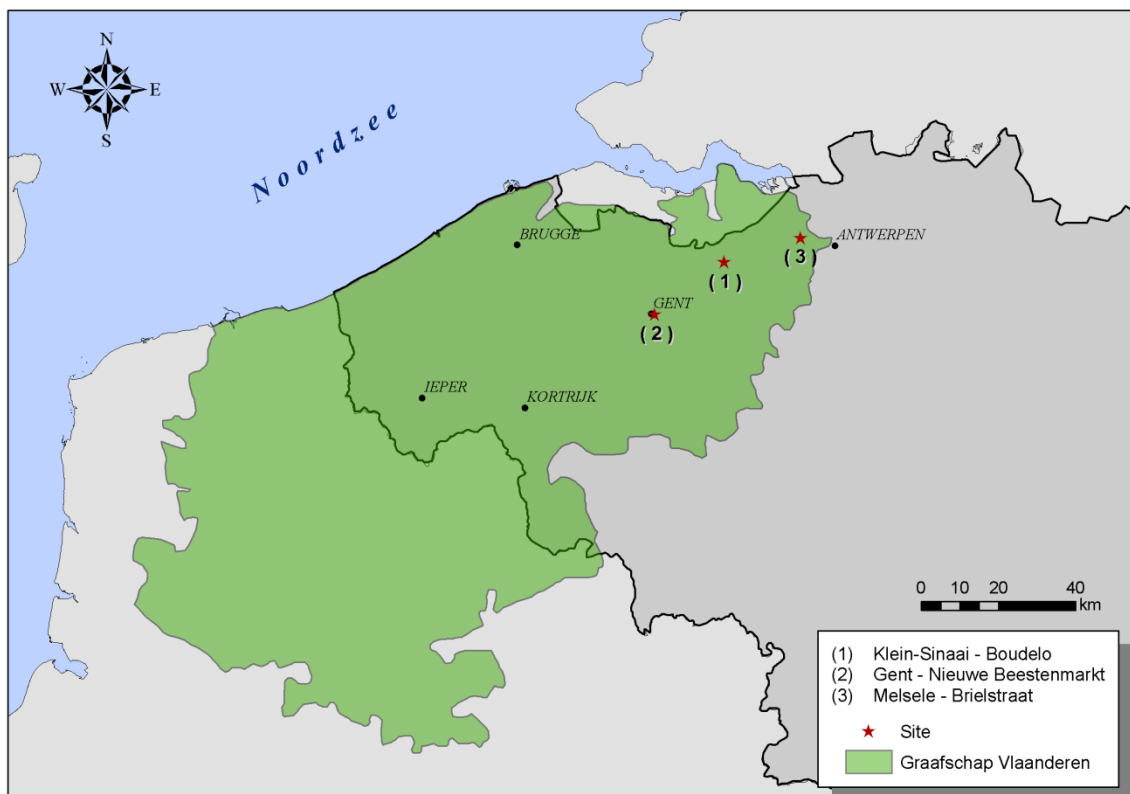 N
W E
S
Noordzee
BRUGGE
ANTWERPEN
(3)
(1)
GENT
(2)
IEPER
KORTRIJK
0 10 20 40
km
(1) Klein-Sinaai - Boudelo
(2) Gent - Nieuwe Beestenmarkt
(3) Melsele - Brielstraat
Site
Graafschap Vlaanderen